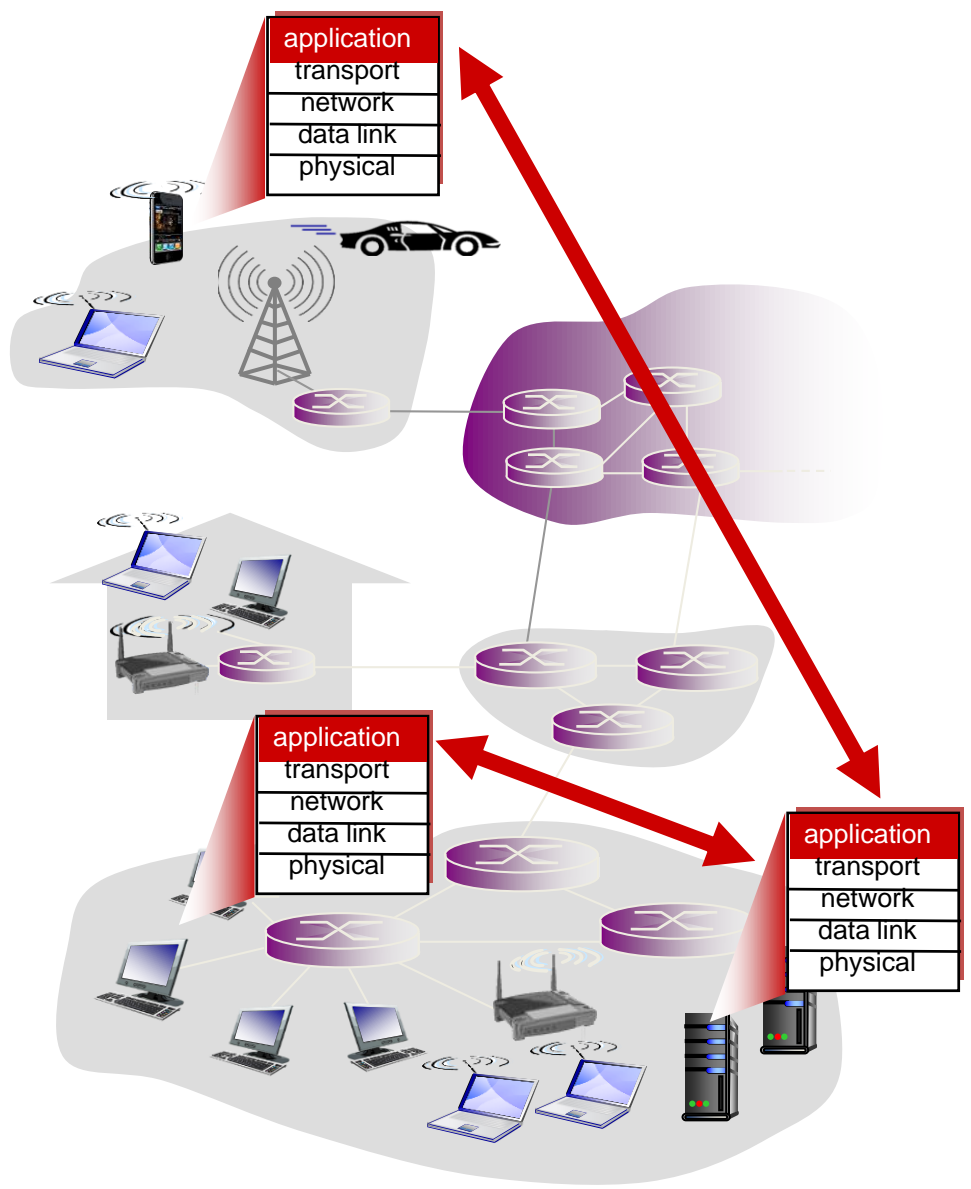 application
transport
network
data link
physical
application
transport
network
data link
physical
application
transport
network
data link
physical